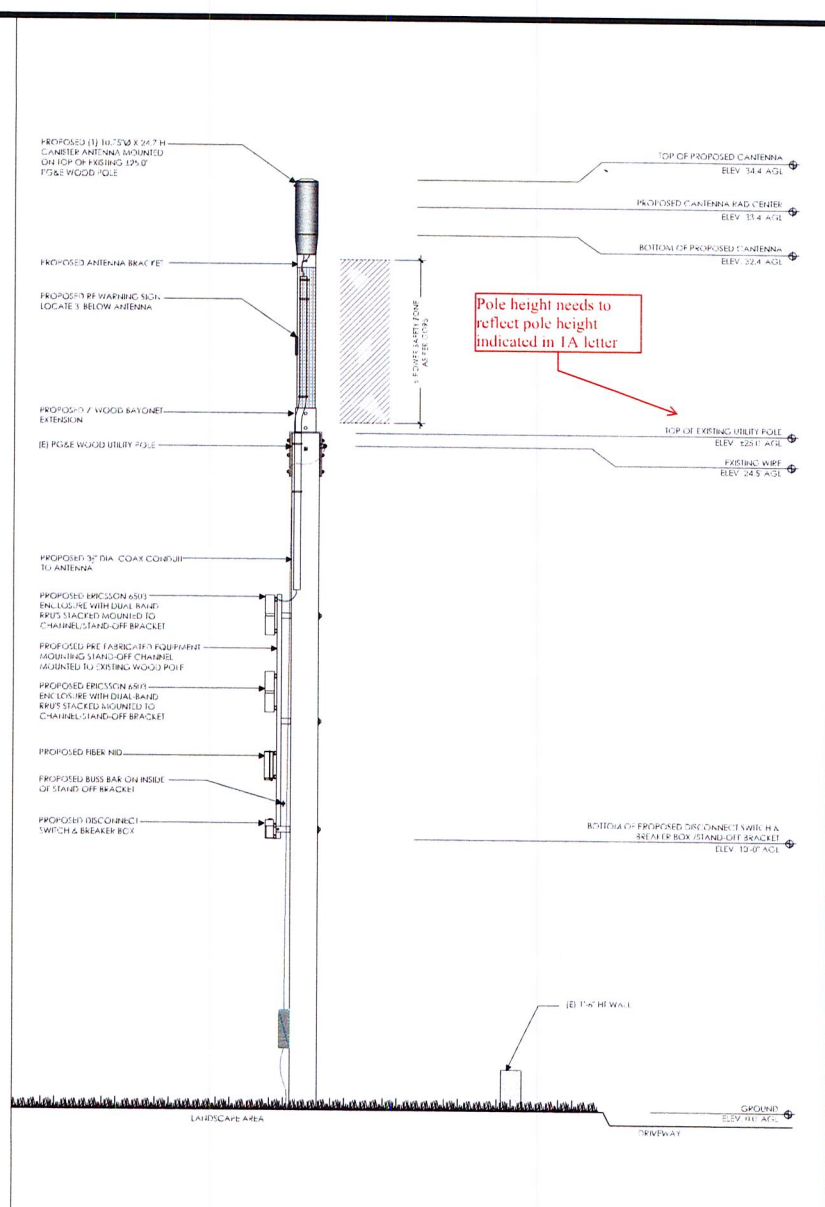 PROPOSED (1) 10.75"Ø X 24.7 H
CANISTER ANTENNA MOUNTED
ON TOP OF EXISTING ±25.0'
PG&E WOOD POLE
PROPOSED ANTENNA BRACKET
PROPOSED RF WARNING SIGN
LOCATE 3' BELOW ANTENNA
PROPOSED 7' WOOD BAYONET
EXTENSION
(E) PG&E WOOD UTILITY POLE
PROPOSED 3" DIA. COAX CONDUIT
TO ANTENNA
PROPOSED ERICSSON 6503
ENCLOSURE WITH DUAL BAND
RRU'S STACKED MOUNTED TO
CHANNEL/STAND-OFF BRACKET
PROPOSED PRE FABRICATED EQUIPMENT
MOUNTING STAND-OFF CHANNEL
MOUNTED TO EXISTING WOOD POLE
PROPOSED ERICSSON 6503
ENCLOSURE WITH DUAL-BAND
RRU'S STACKED MOUNTED TO
CHANNEL/STAND-OFF BRACKET
PROPOSED FIBER NID
PROPOSED BUSS BAR ON INSIDE
OF STAND-OFF BRACKET
PROPOSED DISCONNECT
SWITCH & BREAKER BOX
POWER SAFETY ZONE
AS PER GO95
Pole height needs to
reflect pole height
indicated in 1A letter
TOP OF PROPOSED CANTENNA
ELEV. 34.4' AGL
PROPOSED CANTENNA RAD CENTER
ELEV. 33.4' AGL
BOTTOM OF PROPOSED CANTENNA
ELEV. 32.4' AGL
TOP OF EXISTING UTILITY POLE
ELEV. ±25.0' AGL
EXISTING WIRE
ELEV. 24.5' AGL
BOTTOM OF PROPOSED DISCONNECT SWITCH &
BREAKER BOX /STAND-OFF BRACKET
ELEV. 10'-0" AGL
(E) 1'-6" HT WALL
GROUND
ELEV. 0.0' AGL
LANDSCAPE AREA
DRIVEWAY